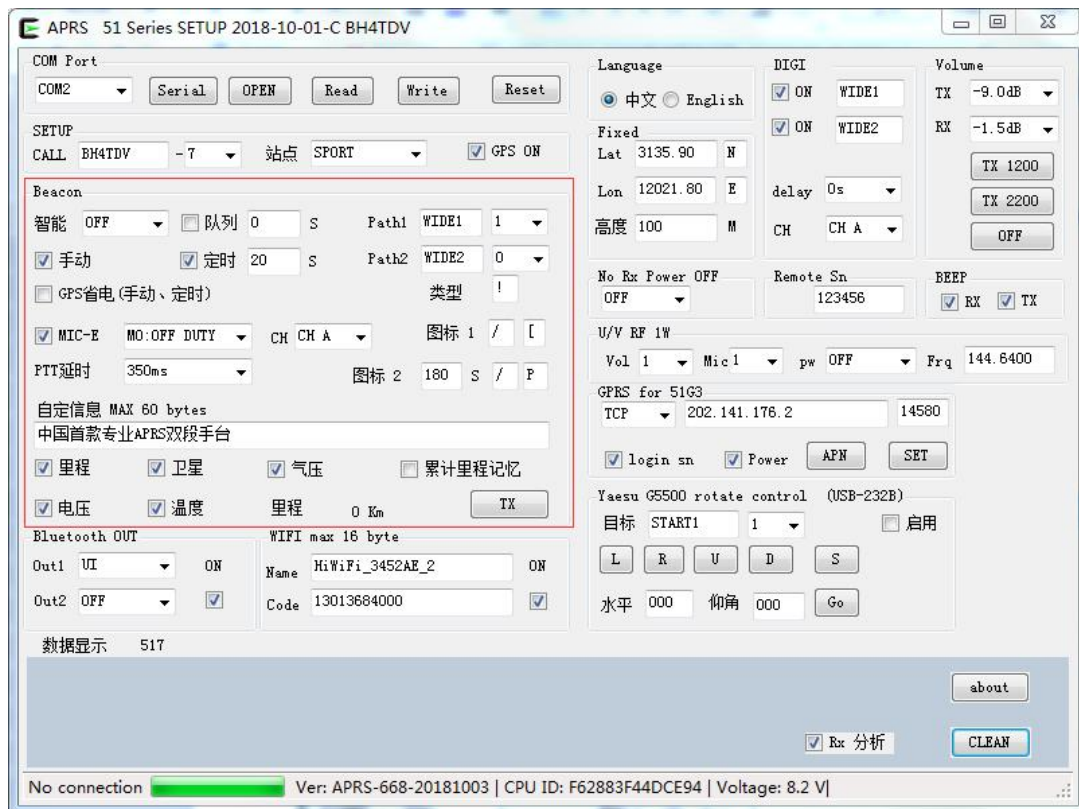 APRS 51 Series SETUP 2018-10-01-C BH4TDV
COM Port
COM2 Serial OPEN Read Write Reset
SETUP
CALL BH4TDV -7 站点 SPORT GPS ON
Beacon
智能 OFF 队列 0 S Path1 WIDE1 1
手动 定时 20 S Path2 WIDE2 0
GPS省电(手动、定时) 类型 !
MIC-E M0:OFF DUTY CH CH A 图标 1 / [
PTT延时 350ms 图标 2 180 S / P
自定信息 MAX 60 bytes
中国首款专业APRS双段手台
里程 卫星 气压 累计里程记忆
电压 温度 里程 0 Km TX
Bluetooth OUT
Out1 UI ON
Out2 OFF
WIFI max 16 byte
Name HiWiFi_3452AE_2 ON
Code 13013684000
Language
中文 English
Fixed
Lat 3135.90 N
Lon 12021.80 E
高度 100 M
DIGI
ON WIDE1
ON WIDE2
delay 0s
CH CH A
Volume
TX -9.0dB
RX -1.5dB
TX 1200
TX 2200
OFF
No Rx Power OFF
OFF
Remote Sn
123456
BEEP
RX TX
U/V RF 1W
Vol 1 Mic 1 pw OFF Frq 144.6400
GPRS for 51G3
TCP 202.141.176.2 14580
login sn Power APN SET
Yaesu G5500 rotate control (USB-232B)
目标 START1 1 启用
L R U D S
水平 000 仰角 000 Go
数据显示 517
about
Rx 分析 CLEAN
No connection Ver: APRS-668-20181003 | CPU ID: F62883F44DCE94 | Voltage: 8.2 V|